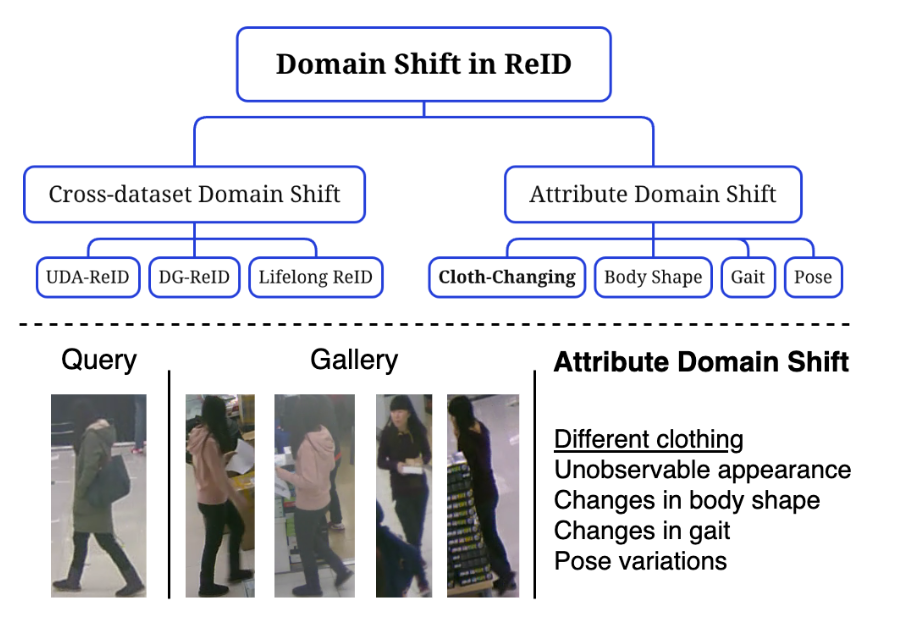 Domain Shift in ReID
Cross-dataset Domain Shift
Attribute Domain Shift
UDA-ReID
DG-ReID
Lifelong ReID
Cloth-Changing
Body Shape
Gait
Pose
Query
Gallery
Attribute Domain Shift
Different clothing
Unobservable appearance
Changes in body shape
Changes in gait
Pose variations